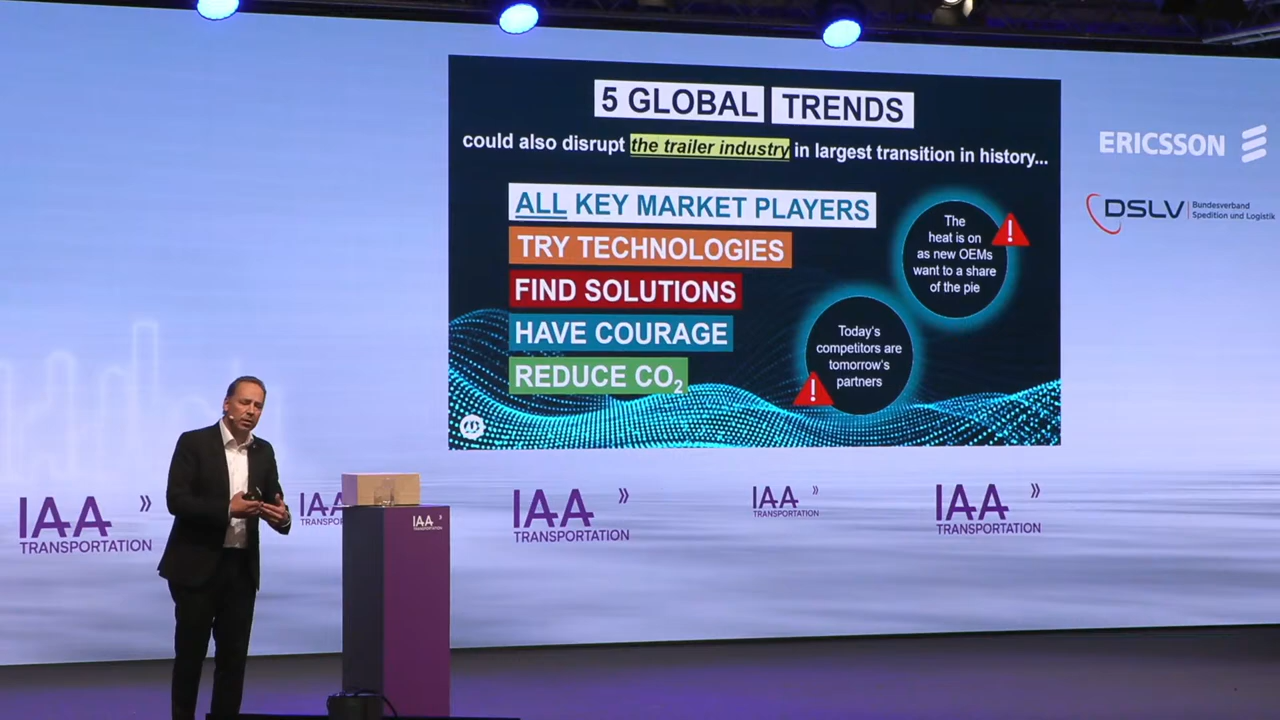 5 GLOBAL TRENDS
could also disrupt the trailer industry in largest transition in history...
ALL KEY MARKET PLAYERS
TRY TECHNOLOGIES
FIND SOLUTIONS
HAVE COURAGE
REDUCE CO₂
The
heat is on
as new OEMs
want to a share
of the pie
Today's
competitors are
tomorrow's
partners
ERICSSON
DSLV
Bundesverband
Spedition und Logistik
IAA
TRANSPORTATION
IAA
TRANSPO
IAA
TRANSPORTATION
IAA
TRANSPORTATION
IAA
TRANSPORTATION
IAA
TRANSPORTATION